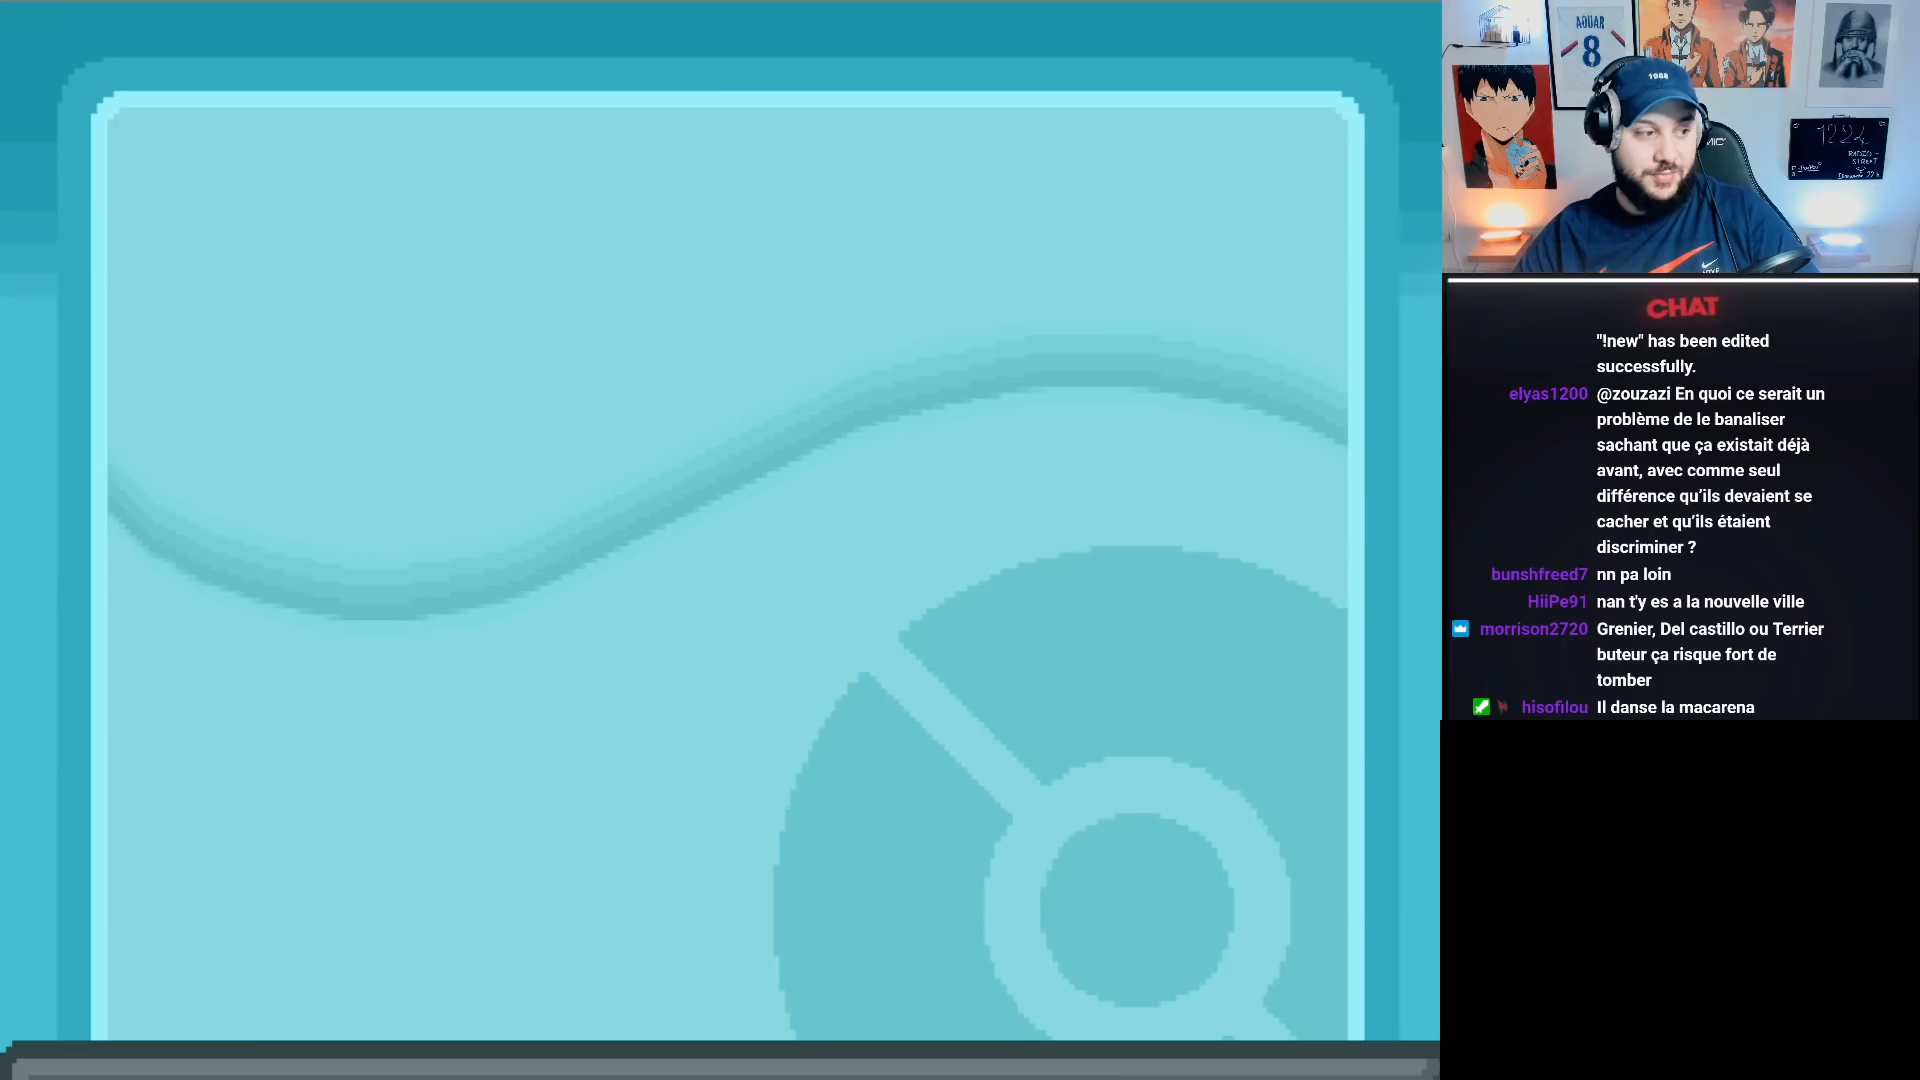 AOUAR
8
1988
1224
RADIO-
STREET
CHAT
"!new" has been edited
successfully.
elyas1200 @zouzazi En quoi ce serait un
problème de le banaliser
sachant que ça existait déjà
avant, avec comme seul
différence qu'ils devaient se
cacher et qu'ils étaient
discriminer ?
bunshfreed7 nn pa loin
HiiPe91 nan t'y es a la nouvelle ville
morrison2720 Grenier, Del castillo ou Terrier
buteur ça risque fort de
tomber
hisofilou Il danse la macarena